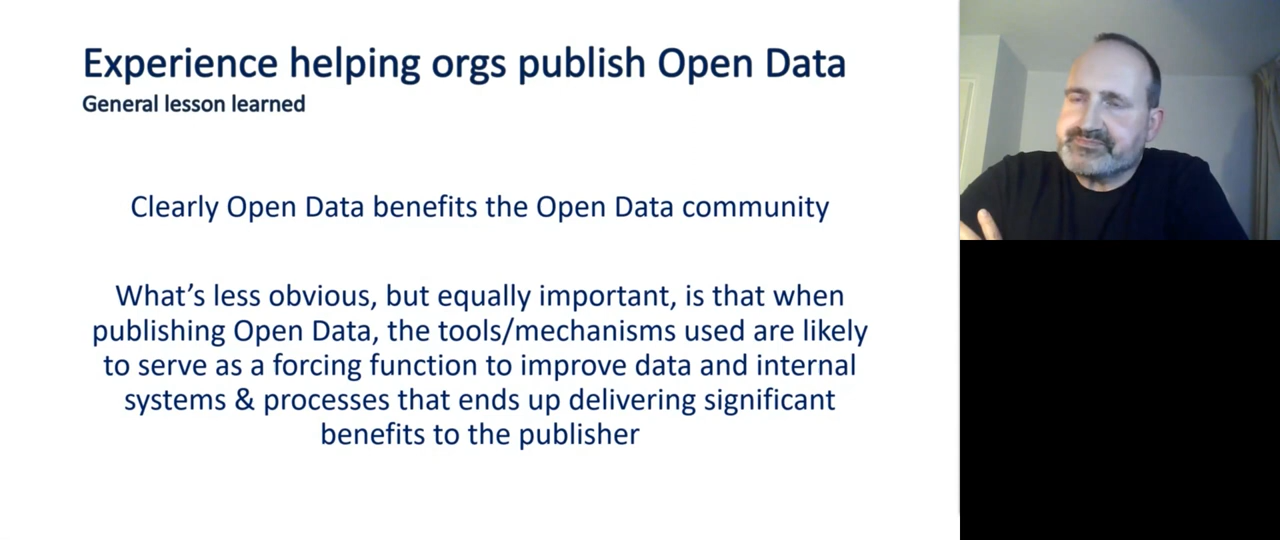 Experience helping orgs publish Open Data
General lesson learned
Clearly Open Data benefits the Open Data community
What’s less obvious, but equally important, is that when
publishing Open Data, the tools/mechanisms used are likely
to serve as a forcing function to improve data and internal
systems & processes that ends up delivering significant
benefits to the publisher